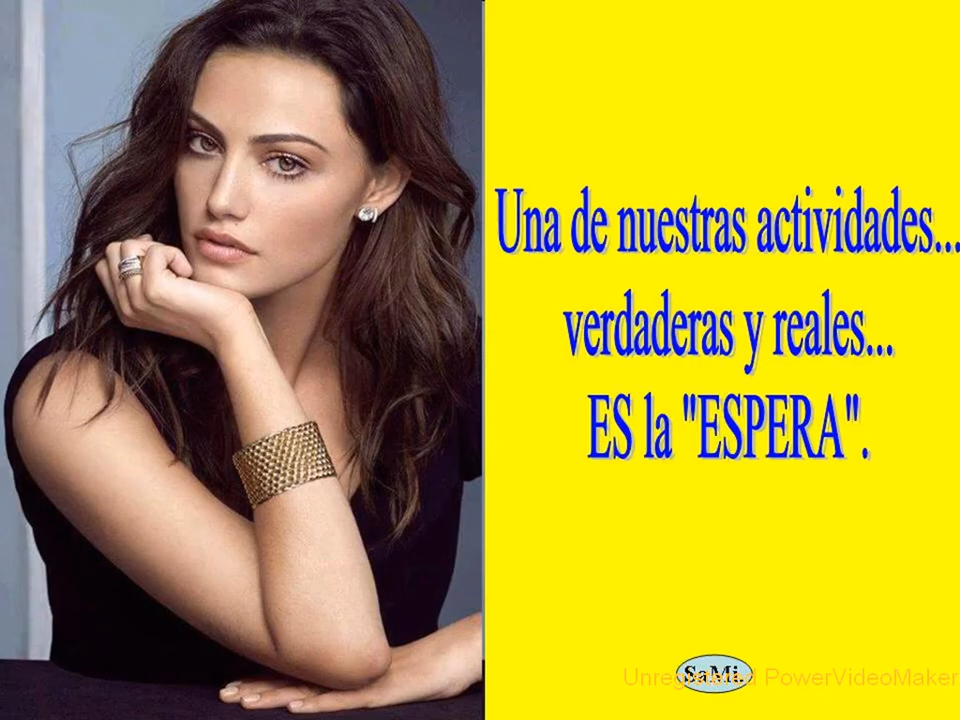 Una de nuestras actividades...
verdaderas y reales...
ES la "ESPERA".
SaMi
Unregistered PowerVideoMaker